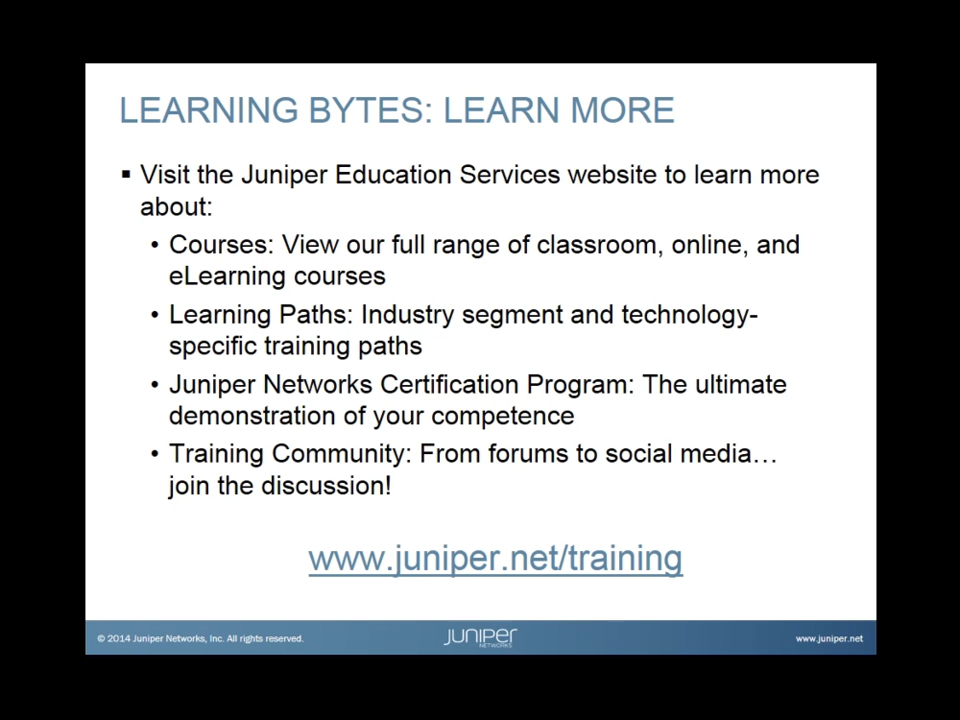 LEARNING BYTES: LEARN MORE
▪ Visit the Juniper Education Services website to learn more
about:
• Courses: View our full range of classroom, online, and
eLearning courses
• Learning Paths: Industry segment and technology-
specific training paths
• Juniper Networks Certification Program: The ultimate
demonstration of your competence
• Training Community: From forums to social media…
join the discussion!
www.juniper.net/training
© 2014 Juniper Networks, Inc. All rights reserved.
JUNIPER
NETWORKS
www.juniper.net